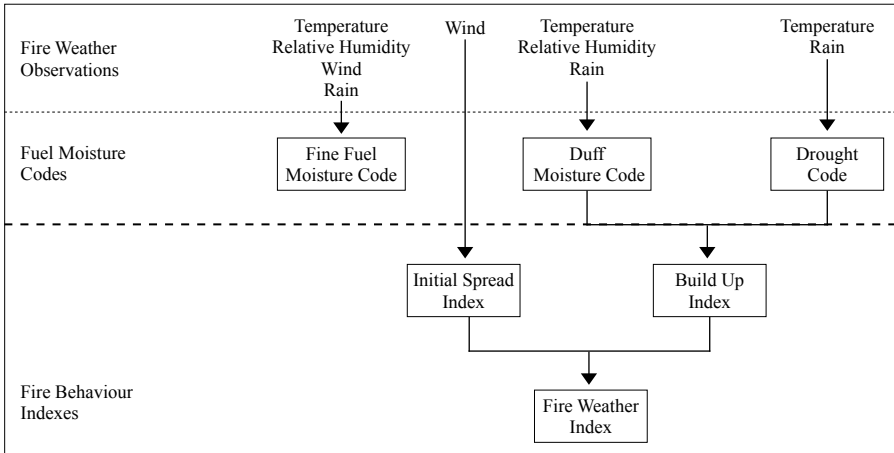 Fire Weather
Observations
Temperature
Relative Humidity
Wind
Rain
Wind
Temperature
Relative Humidity
Rain
Temperature
Rain
Fuel Moisture
Codes
Fine Fuel
Moisture Code
Duff
Moisture Code
Drought
Code
Initial Spread
Index
Build Up
Index
Fire Behaviour
Indexes
Fire Weather
Index